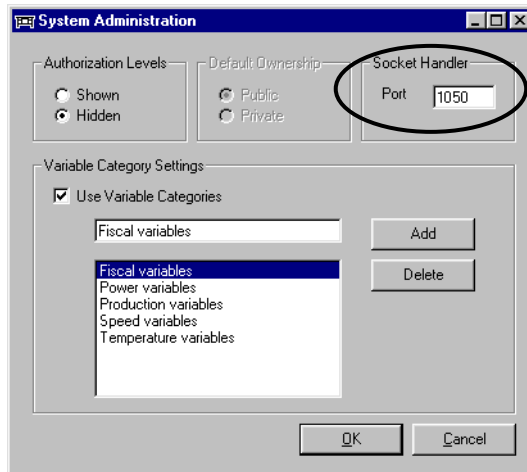 System Administration
Authorization Levels
Shown
Hidden
Default Ownership
Public
Private
Socket Handler
Port 1050
Variable Category Settings
Use Variable Categories
Fiscal variables
Add
Fiscal variables
Power variables
Production variables
Speed variables
Temperature variables
Delete
OK
Cancel